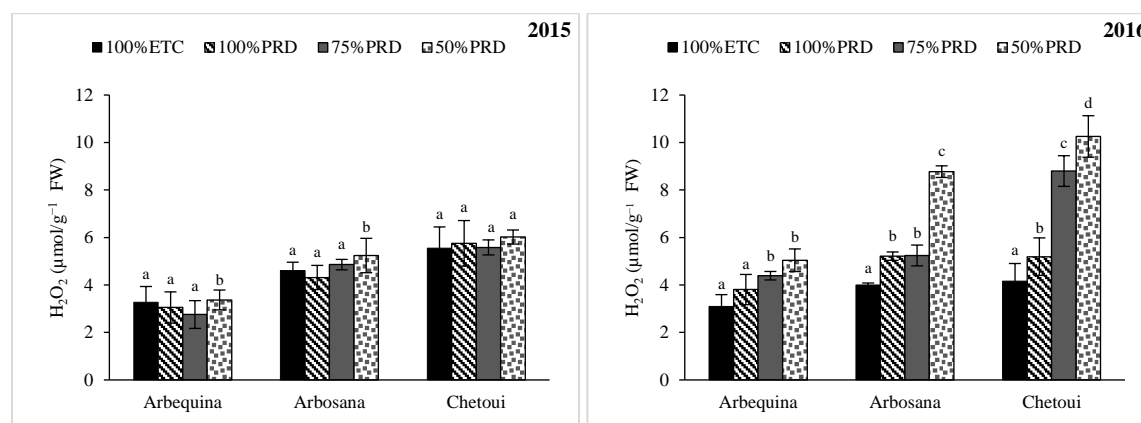 2015
100%ETC 100%PRD 75%PRD 50%PRD
12
10
8
6
4
2
0
H₂O₂ (µmol/g⁻¹ FW)
a a a b
a a a b
a a a a
Arbequina Arbosana Chetoui
2016
100%ETC 100%PRD 75%PRD 50%PRD
12
10
8
6
4
2
0
H₂O₂ (µmol/g⁻¹ FW)
a a b b
a b b c
a b c d
Arbequina Arbosana Chetoui